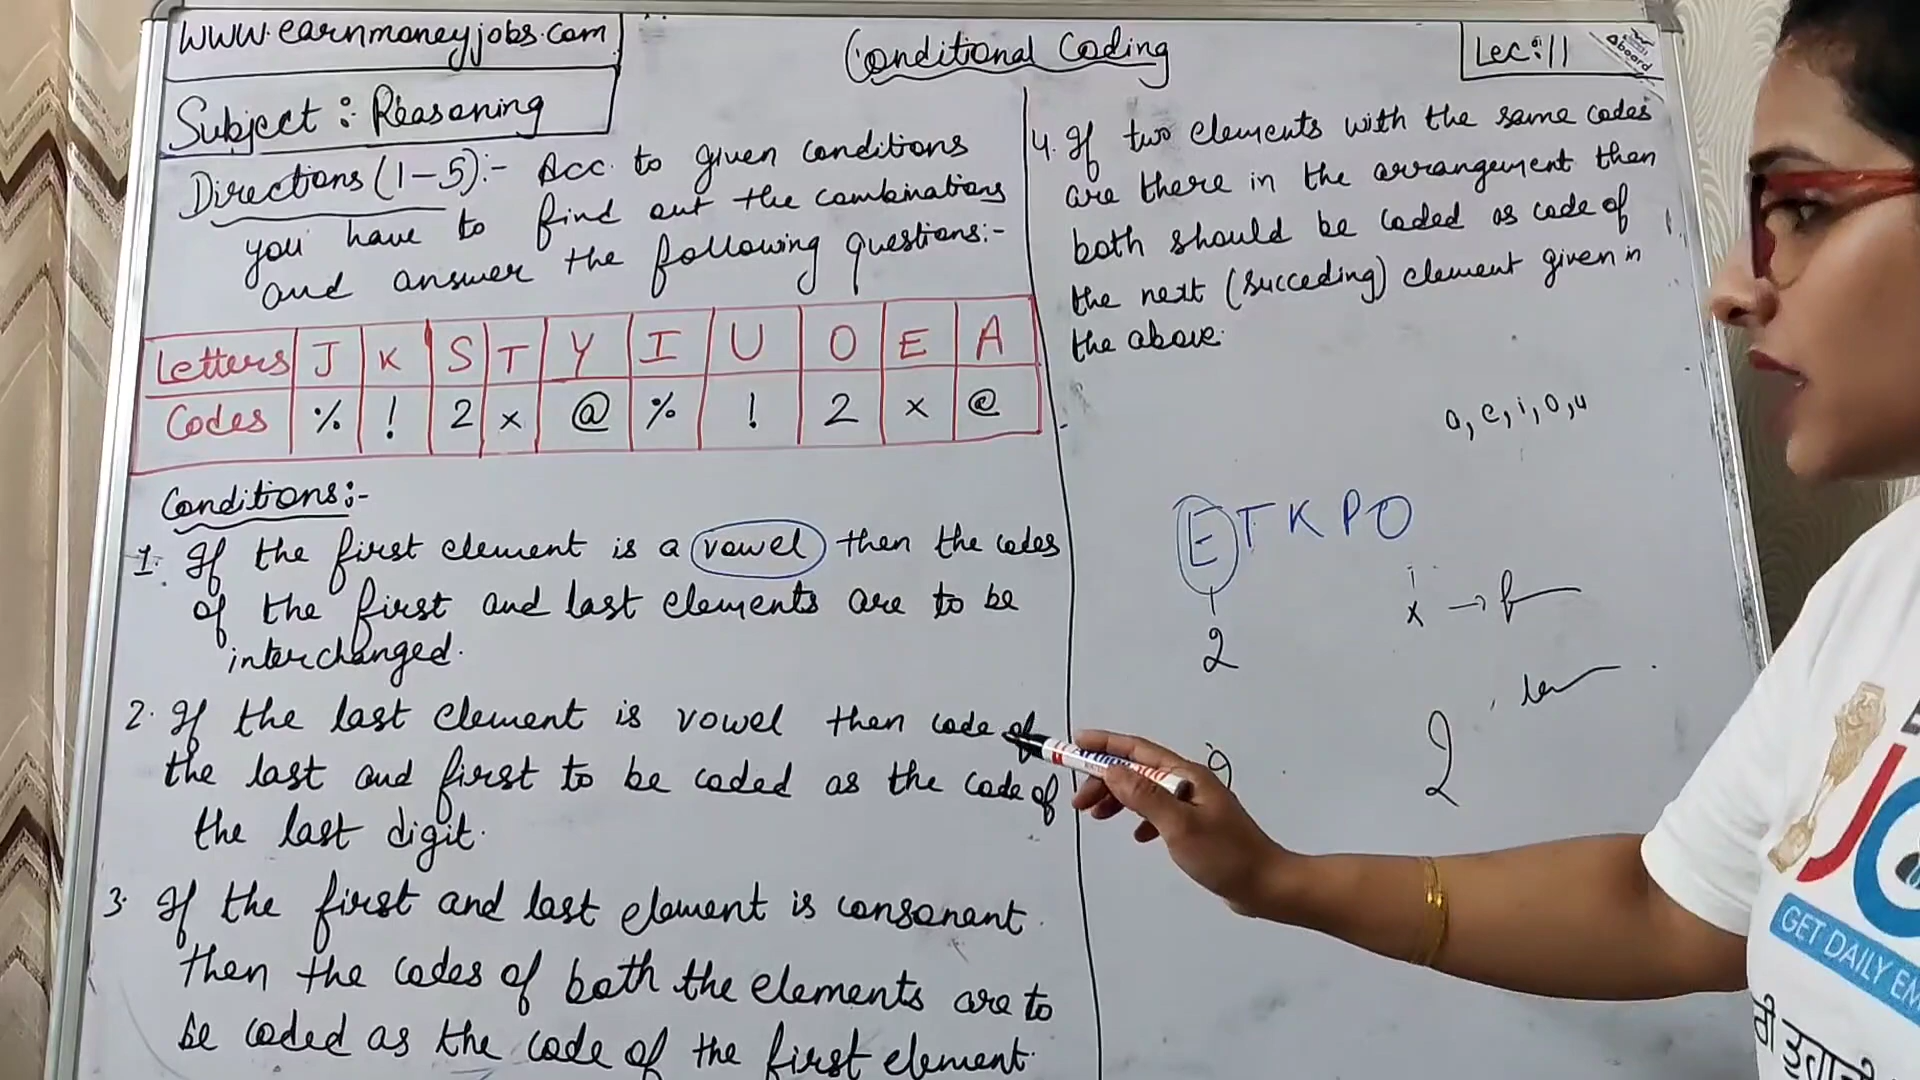 www.earnmoneyjobs.com
Conditional Coding
Lec:11
Aboard
Subject : Reasoning
Directions (1-5):- Acc. to given conditions
you have to find out the combinations
and answer the following questions:-
Letters J K S T Y I U O E A
Codes % ! 2 × @ % ! 2 × @
Conditions:-
1. If the first element is a vowel then the codes
of the first and last elements are to be
interchanged.
2. If the last element is vowel then code of
the last and first to be coded as the code of
the last digit.
3. If the first and last element is consonant
then the codes of both the elements are to
be coded as the code of the first element.
4. If two elements with the same codes
are there in the arrangement then
both should be coded as code of
the next (succeding) element given in
the above.
a, e, i, o, u
E T K P O
x →
2
2
GET DAILY EM